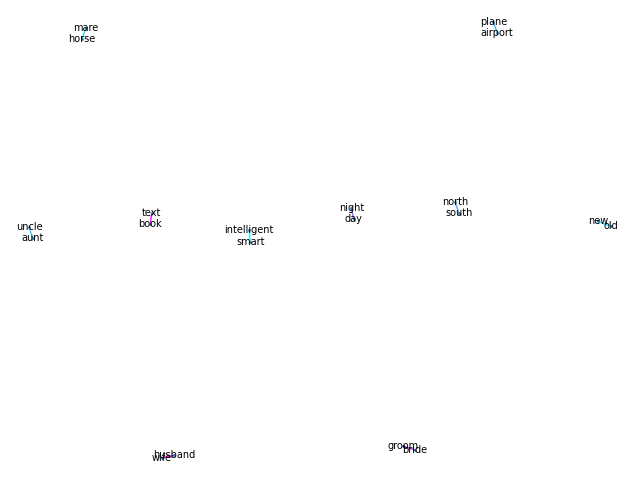 mare
horse
plane
airport
uncle
aunt
text
book
intelligent
smart
night
day
north
south
new
old
husband
wife
groom
bride